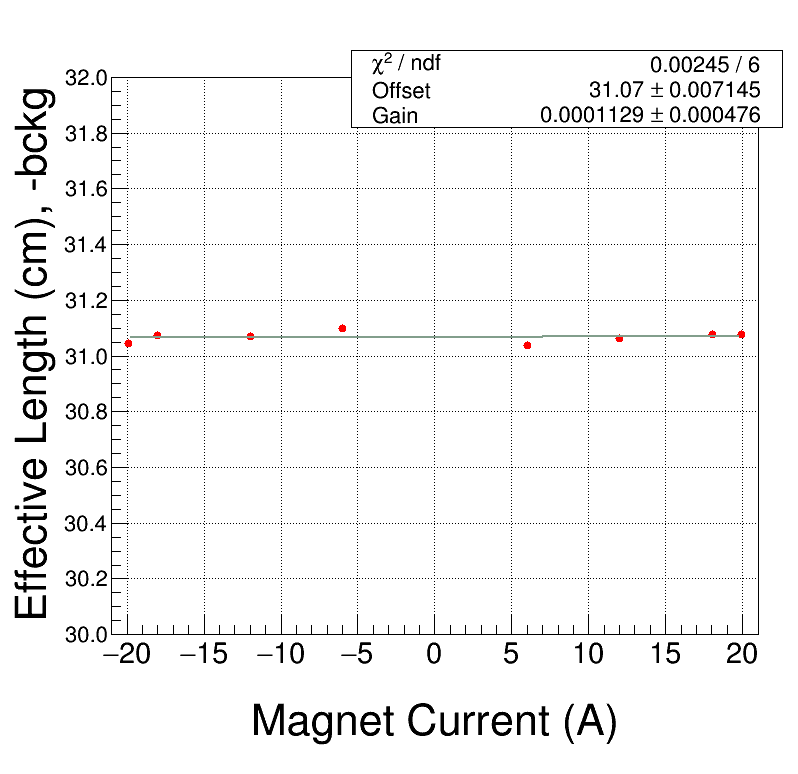 χ² / ndf 0.00245 / 6
Offset 31.07 ± 0.007145
Gain 0.0001129 ± 0.000476
32.0
31.8
31.6
31.4
31.2
31.0
30.8
30.6
30.4
30.2
30.0
Effective Length (cm), -bckg
−20 −15 −10 −5 0 5 10 15 20
Magnet Current (A)